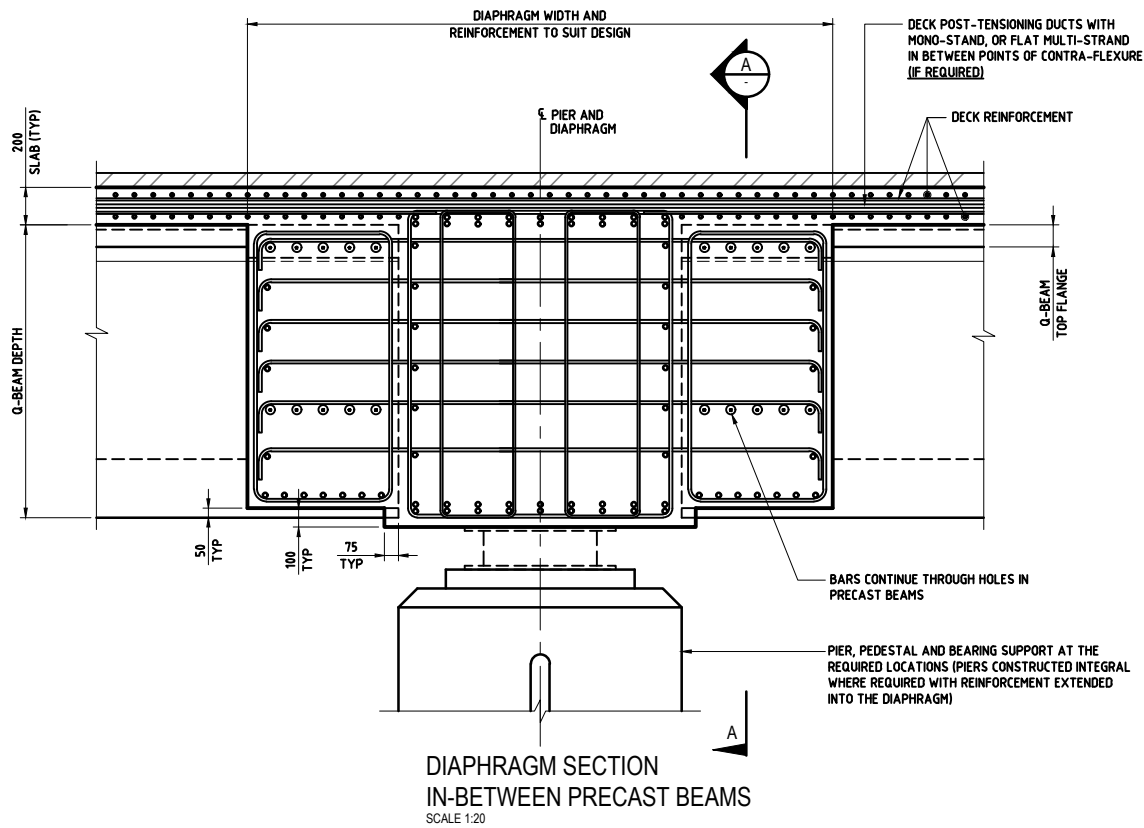 DIAPHRAGM WIDTH AND
REINFORCEMENT TO SUIT DESIGN
DECK POST-TENSIONING DUCTS WITH
MONO-STAND, OR FLAT MULTI-STRAND
IN BETWEEN POINTS OF CONTRA-FLEXURE
(IF REQUIRED)
A
-
℄ PIER AND
DIAPHRAGM
DECK REINFORCEMENT
200
SLAB (TYP)
Q-BEAM DEPTH
Q-BEAM
TOP FLANGE
50
TYP
100
TYP
75
TYP
BARS CONTINUE THROUGH HOLES IN
PRECAST BEAMS
PIER, PEDESTAL AND BEARING SUPPORT AT THE
REQUIRED LOCATIONS (PIERS CONSTRUCTED INTEGRAL
WHERE REQUIRED WITH REINFORCEMENT EXTENDED
INTO THE DIAPHRAGM)
A
DIAPHRAGM SECTION
IN-BETWEEN PRECAST BEAMS
SCALE 1:20